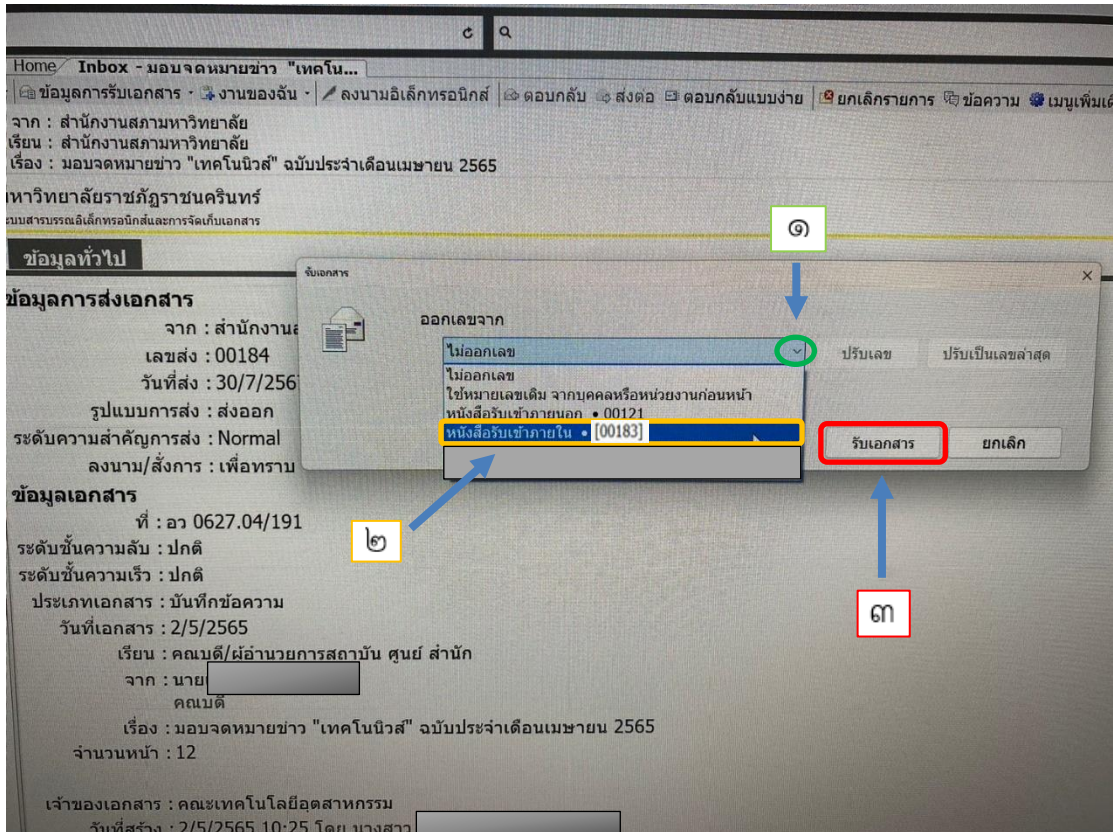 Home Inbox - มอบจดหมายข่าว "เทคโน...
ข้อมูลการรับเอกสาร งานของฉัน ลงนามอิเล็กทรอนิกส์ ตอบกลับ ส่งต่อ ตอบกลับแบบง่าย ยกเลิกรายการ ข้อความ
จาก : สำนักงานสภามหาวิทยาลัย
เรียน : สำนักงานสภามหาวิทยาลัย
เรื่อง : มอบจดหมายข่าว "เทคโนนิวส์" ฉบับประจำเดือนเมษายน 2565
หาวิทยาลัยราชภัฏราชนครินทร์
ะบบสารบรรณอิเล็กทรอนิกส์และการจัดเก็บเอกสาร
๑
ข้อมูลทั่วไป
รับเอกสาร
ข้อมูลการส่งเอกสาร
ออกเลขจาก
จาก : สำนักงาน
ไม่ออกเลข ปรับเลข ปรับเป็นเลขล่าสุด
เลขส่ง : 00184
ไม่ออกเลข
วันที่ส่ง : 30/7/256
ใช้หมายเลขเดิม จากบุคคลหรือหน่วยงานก่อนหน้า
รูปแบบการส่ง : ส่งออก
หนังสือรับเข้าภายนอก • 00121
หนังสือรับเข้าภายใน • [00183]
ระดับความสำคัญการส่ง : Normal
รับเอกสาร ยกเลิก
ลงนาม/สั่งการ : เพื่อทราบ
ข้อมูลเอกสาร
ที่ : อว 0627.04/191
๒
ระดับชั้นความลับ : ปกติ
ระดับชั้นความเร็ว : ปกติ
ประเภทเอกสาร : บันทึกข้อความ
๓
วันที่เอกสาร : 2/5/2565
เรียน : คณบดี/ผู้อำนวยการสถาบัน ศูนย์ สำนัก
จาก : นาย
คณบดี
เรื่อง : มอบจดหมายข่าว "เทคโนนิวส์" ฉบับประจำเดือนเมษายน 2565
จำนวนหน้า : 12
เจ้าของเอกสาร : คณะเทคโนโลยีอุตสาหกรรม
วันที่สร้าง : 2/5/2565 10:25 โดย นางสาว